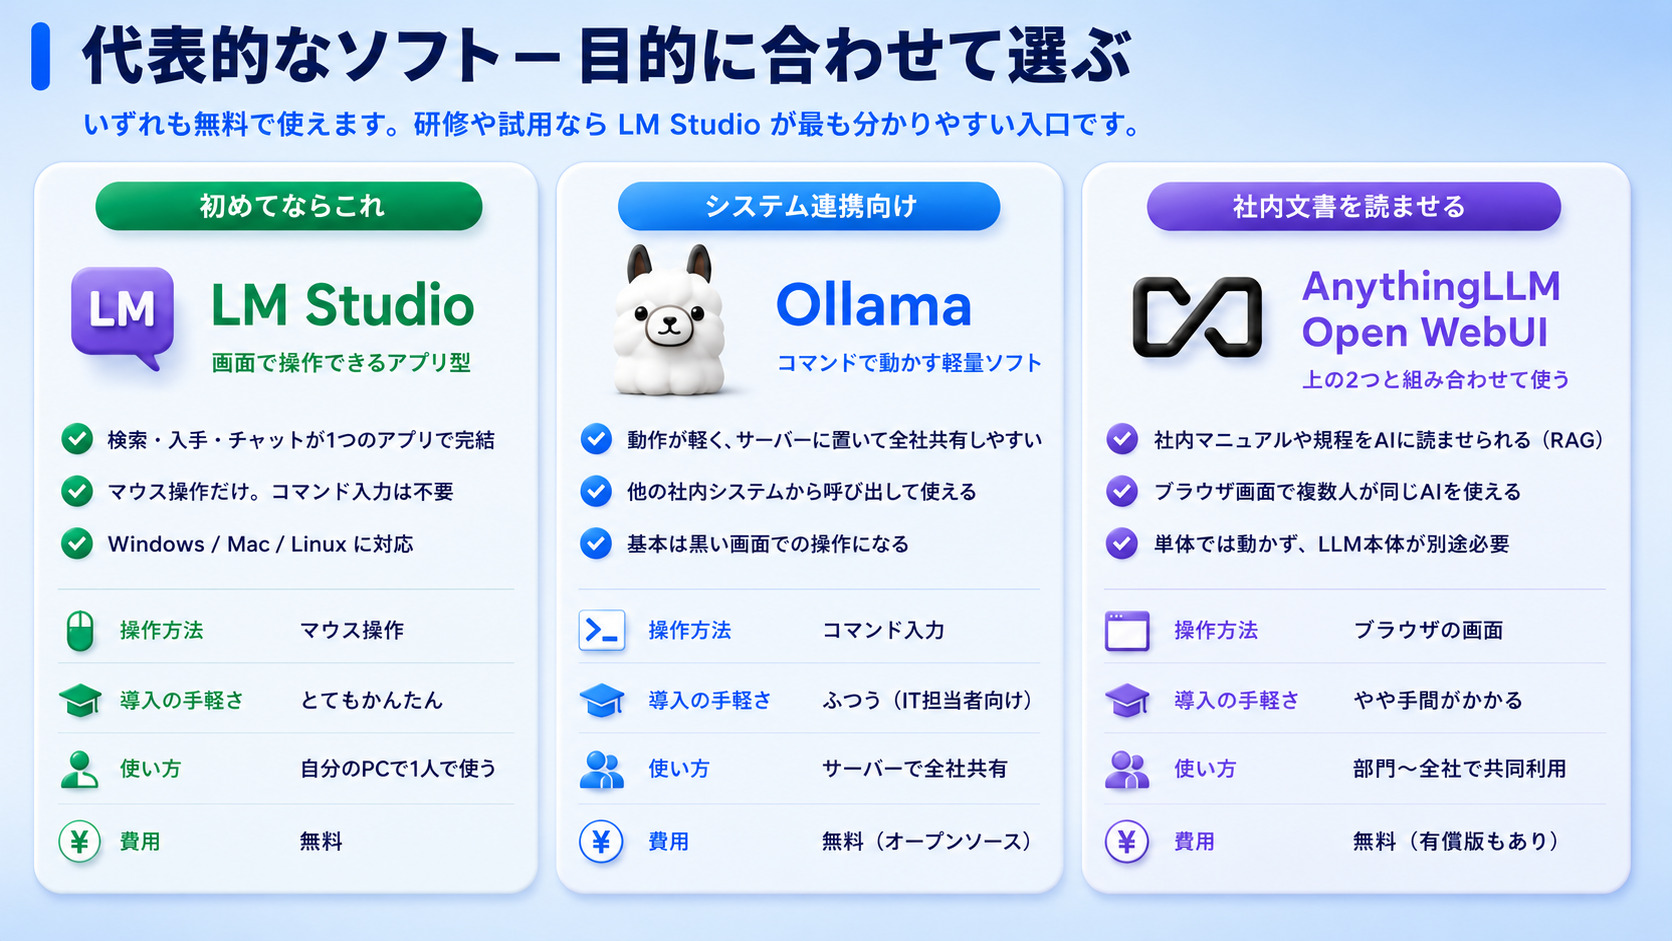 代表的なソフト－目的に合わせて選ぶ
いずれも無料で使えます。研修や試用なら LM Studio が最も分かりやすい入口です。
初めてならこれ
LM
LM Studio
画面で操作できるアプリ型
検索・入手・チャットが1つのアプリで完結
マウス操作だけ。コマンド入力は不要
Windows / Mac / Linux に対応
操作方法 マウス操作
導入の手軽さ とてもかんたん
使い方 自分のPCで1人で使う
¥ 費用 無料
システム連携向け
Ollama
コマンドで動かす軽量ソフト
動作が軽く、サーバーに置いて全社共有しやすい
他の社内システムから呼び出して使える
基本は黒い画面での操作になる
操作方法 コマンド入力
導入の手軽さ ふつう（IT担当者向け）
使い方 サーバーで全社共有
¥ 費用 無料（オープンソース）
社内文書を読ませる
AnythingLLM
Open WebUI
上の2つと組み合わせて使う
社内マニュアルや規程をAIに読ませられる（RAG）
ブラウザ画面で複数人が同じAIを使える
単体では動かず、LLM本体が別途必要
操作方法 ブラウザの画面
導入の手軽さ やや手間がかかる
使い方 部門～全社で共同利用
¥ 費用 無料（有償版もあり）